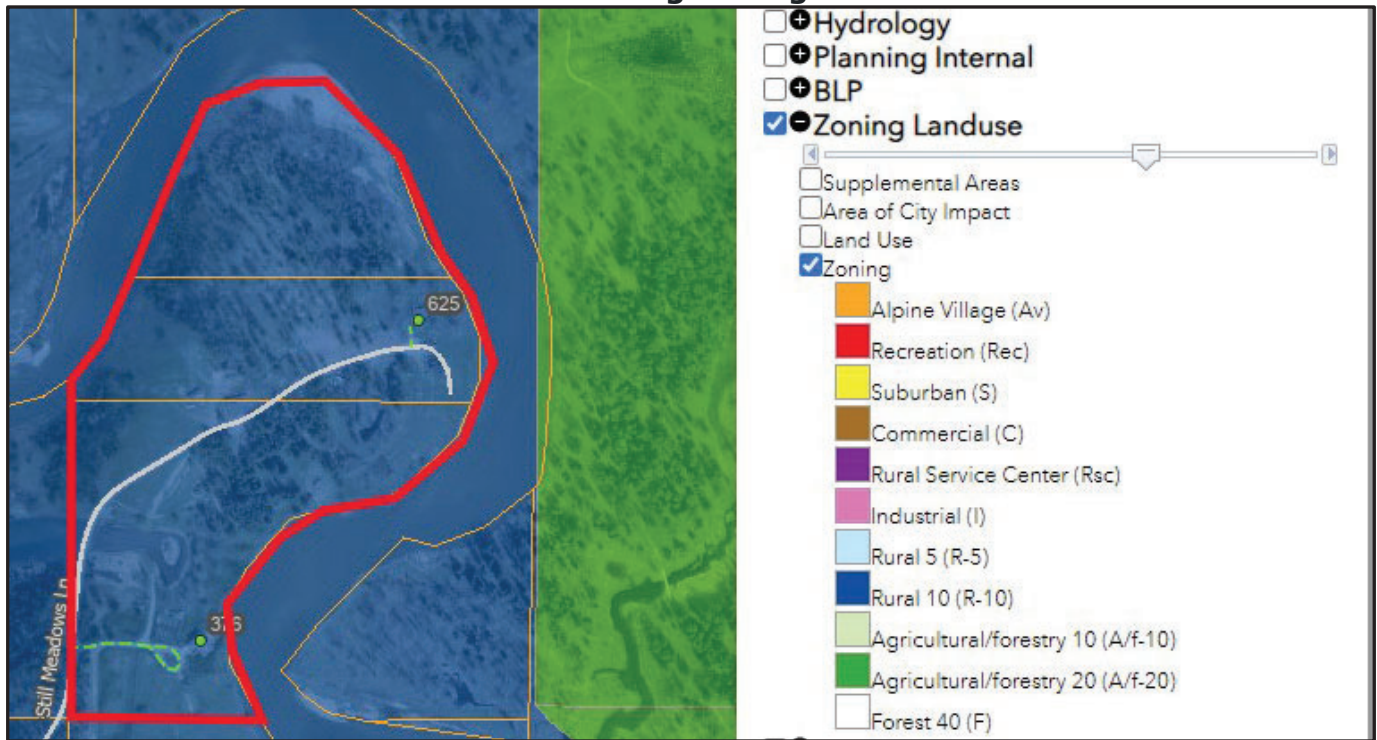 625
376
Still Meadows Ln
Hydrology
Planning Internal
BLP
Zoning Landuse
Supplemental Areas
Area of City Impact
Land Use
Zoning
Alpine Village (Av)
Recreation (Rec)
Suburban (S)
Commercial (C)
Rural Service Center (Rsc)
Industrial (I)
Rural 5 (R-5)
Rural 10 (R-10)
Agricultural/forestry 10 (A/f-10)
Agricultural/forestry 20 (A/f-20)
Forest 40 (F)